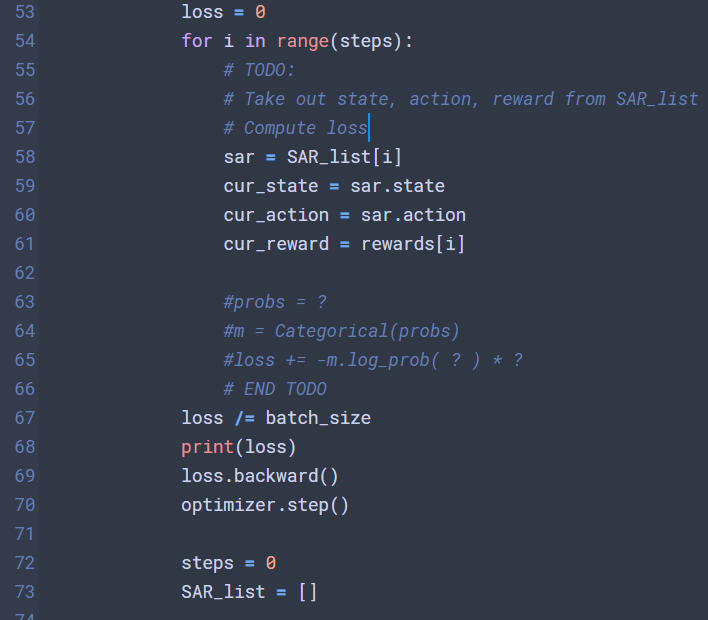 53 loss = 0
54 for i in range(steps):
55 # TODO:
56 # Take out state, action, reward from SAR_list
57 # Compute loss
58 sar = SAR_list[i]
59 cur_state = sar.state
60 cur_action = sar.action
61 cur_reward = rewards[i]
62
63 #probs = ?
64 #m = Categorical(probs)
65 #loss += -m.log_prob( ? ) * ?
66 # END TODO
67 loss /= batch_size
68 print(loss)
69 loss.backward()
70 optimizer.step()
71
72 steps = 0
73 SAR_list = []